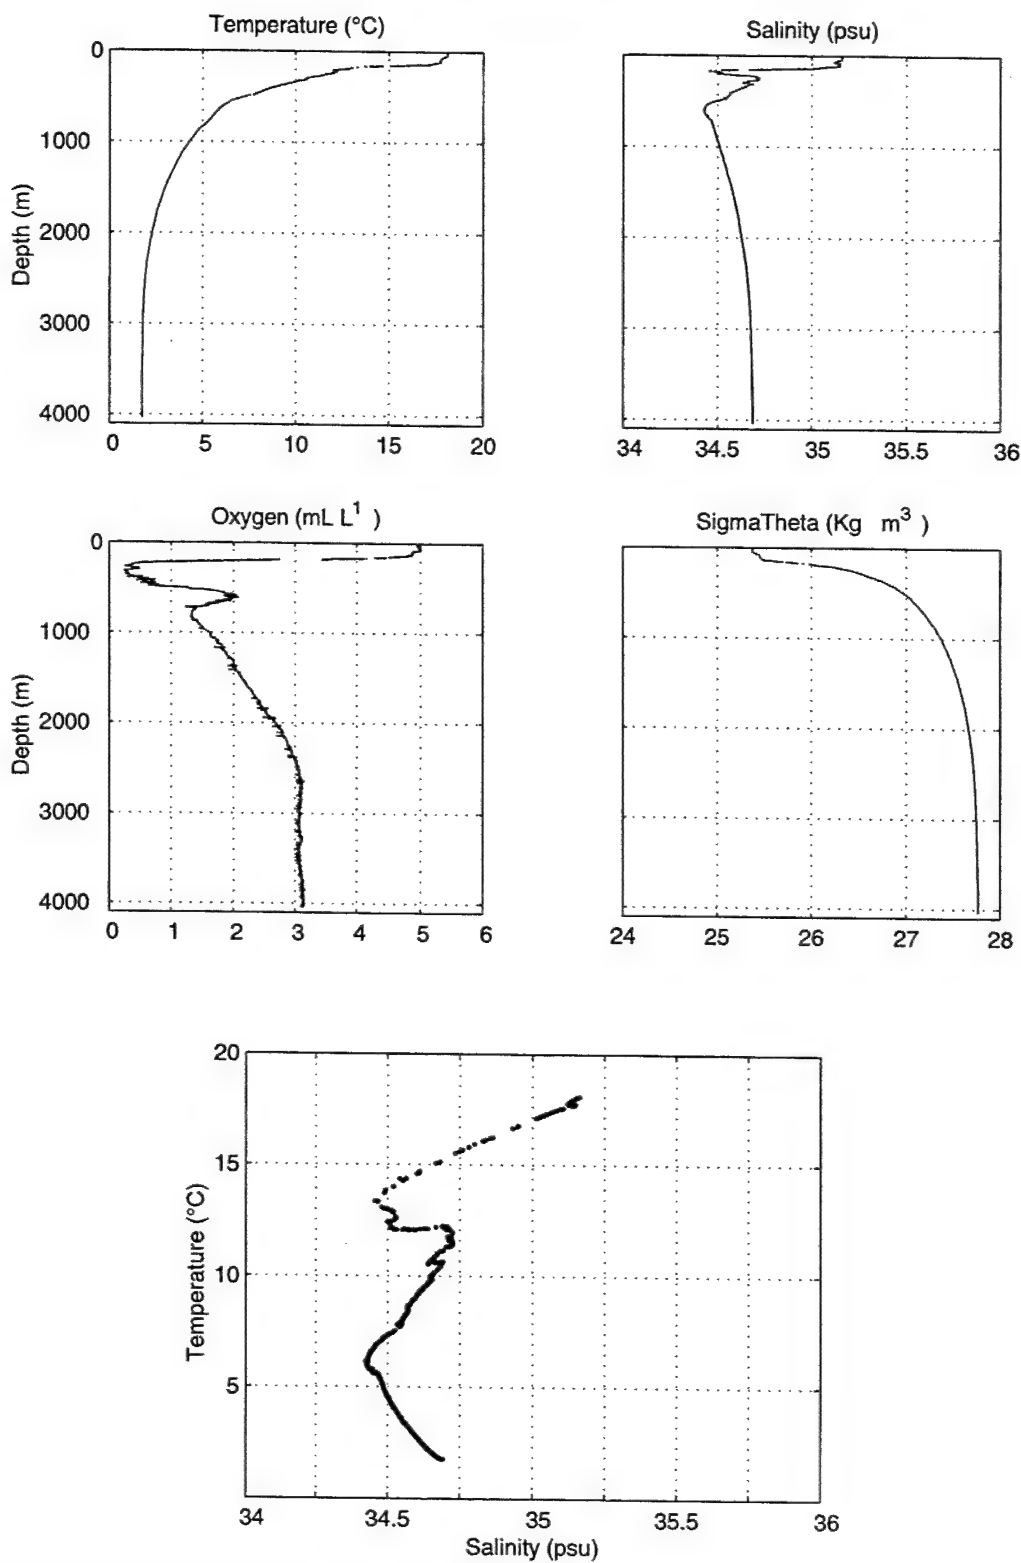 Temperature (°C)
Salinity (psu)
0
1000
2000
3000
4000
Depth (m)
0 5 10 15 20
34 34.5 35 35.5 36
Oxygen (mL L1 )
SigmaTheta (Kg m3 )
0
1000
2000
3000
4000
Depth (m)
0 1 2 3 4 5 6
24 25 26 27 28
20
15
10
5
Temperature (°C)
34 34.5 35 35.5 36
Salinity (psu)